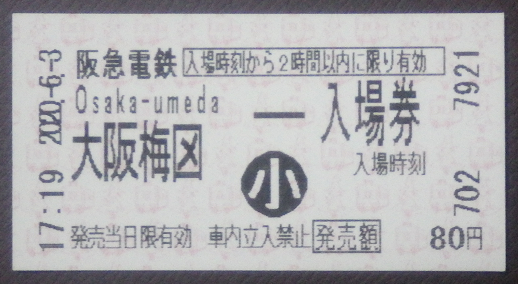 17:19 2020.-6.-3
阪急電鉄 入場時刻から2時間以内に限り有効
Osaka-umeda
大阪梅田 ― 入場券
入場時刻
小
発売当日限有効 車内立入禁止 発売額 80円
702 7921